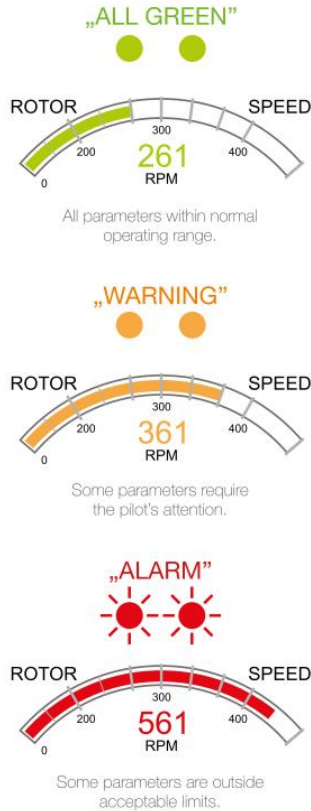 „ALL GREEN”
ROTOR SPEED
0 200 300 400
261
RPM
All parameters within normal
operating range.
„WARNING”
ROTOR SPEED
0 200 300 400
361
RPM
Some parameters require
the pilot's attention.
„ALARM”
ROTOR SPEED
0 200 300 400
561
RPM
Some parameters are outside
acceptable limits.